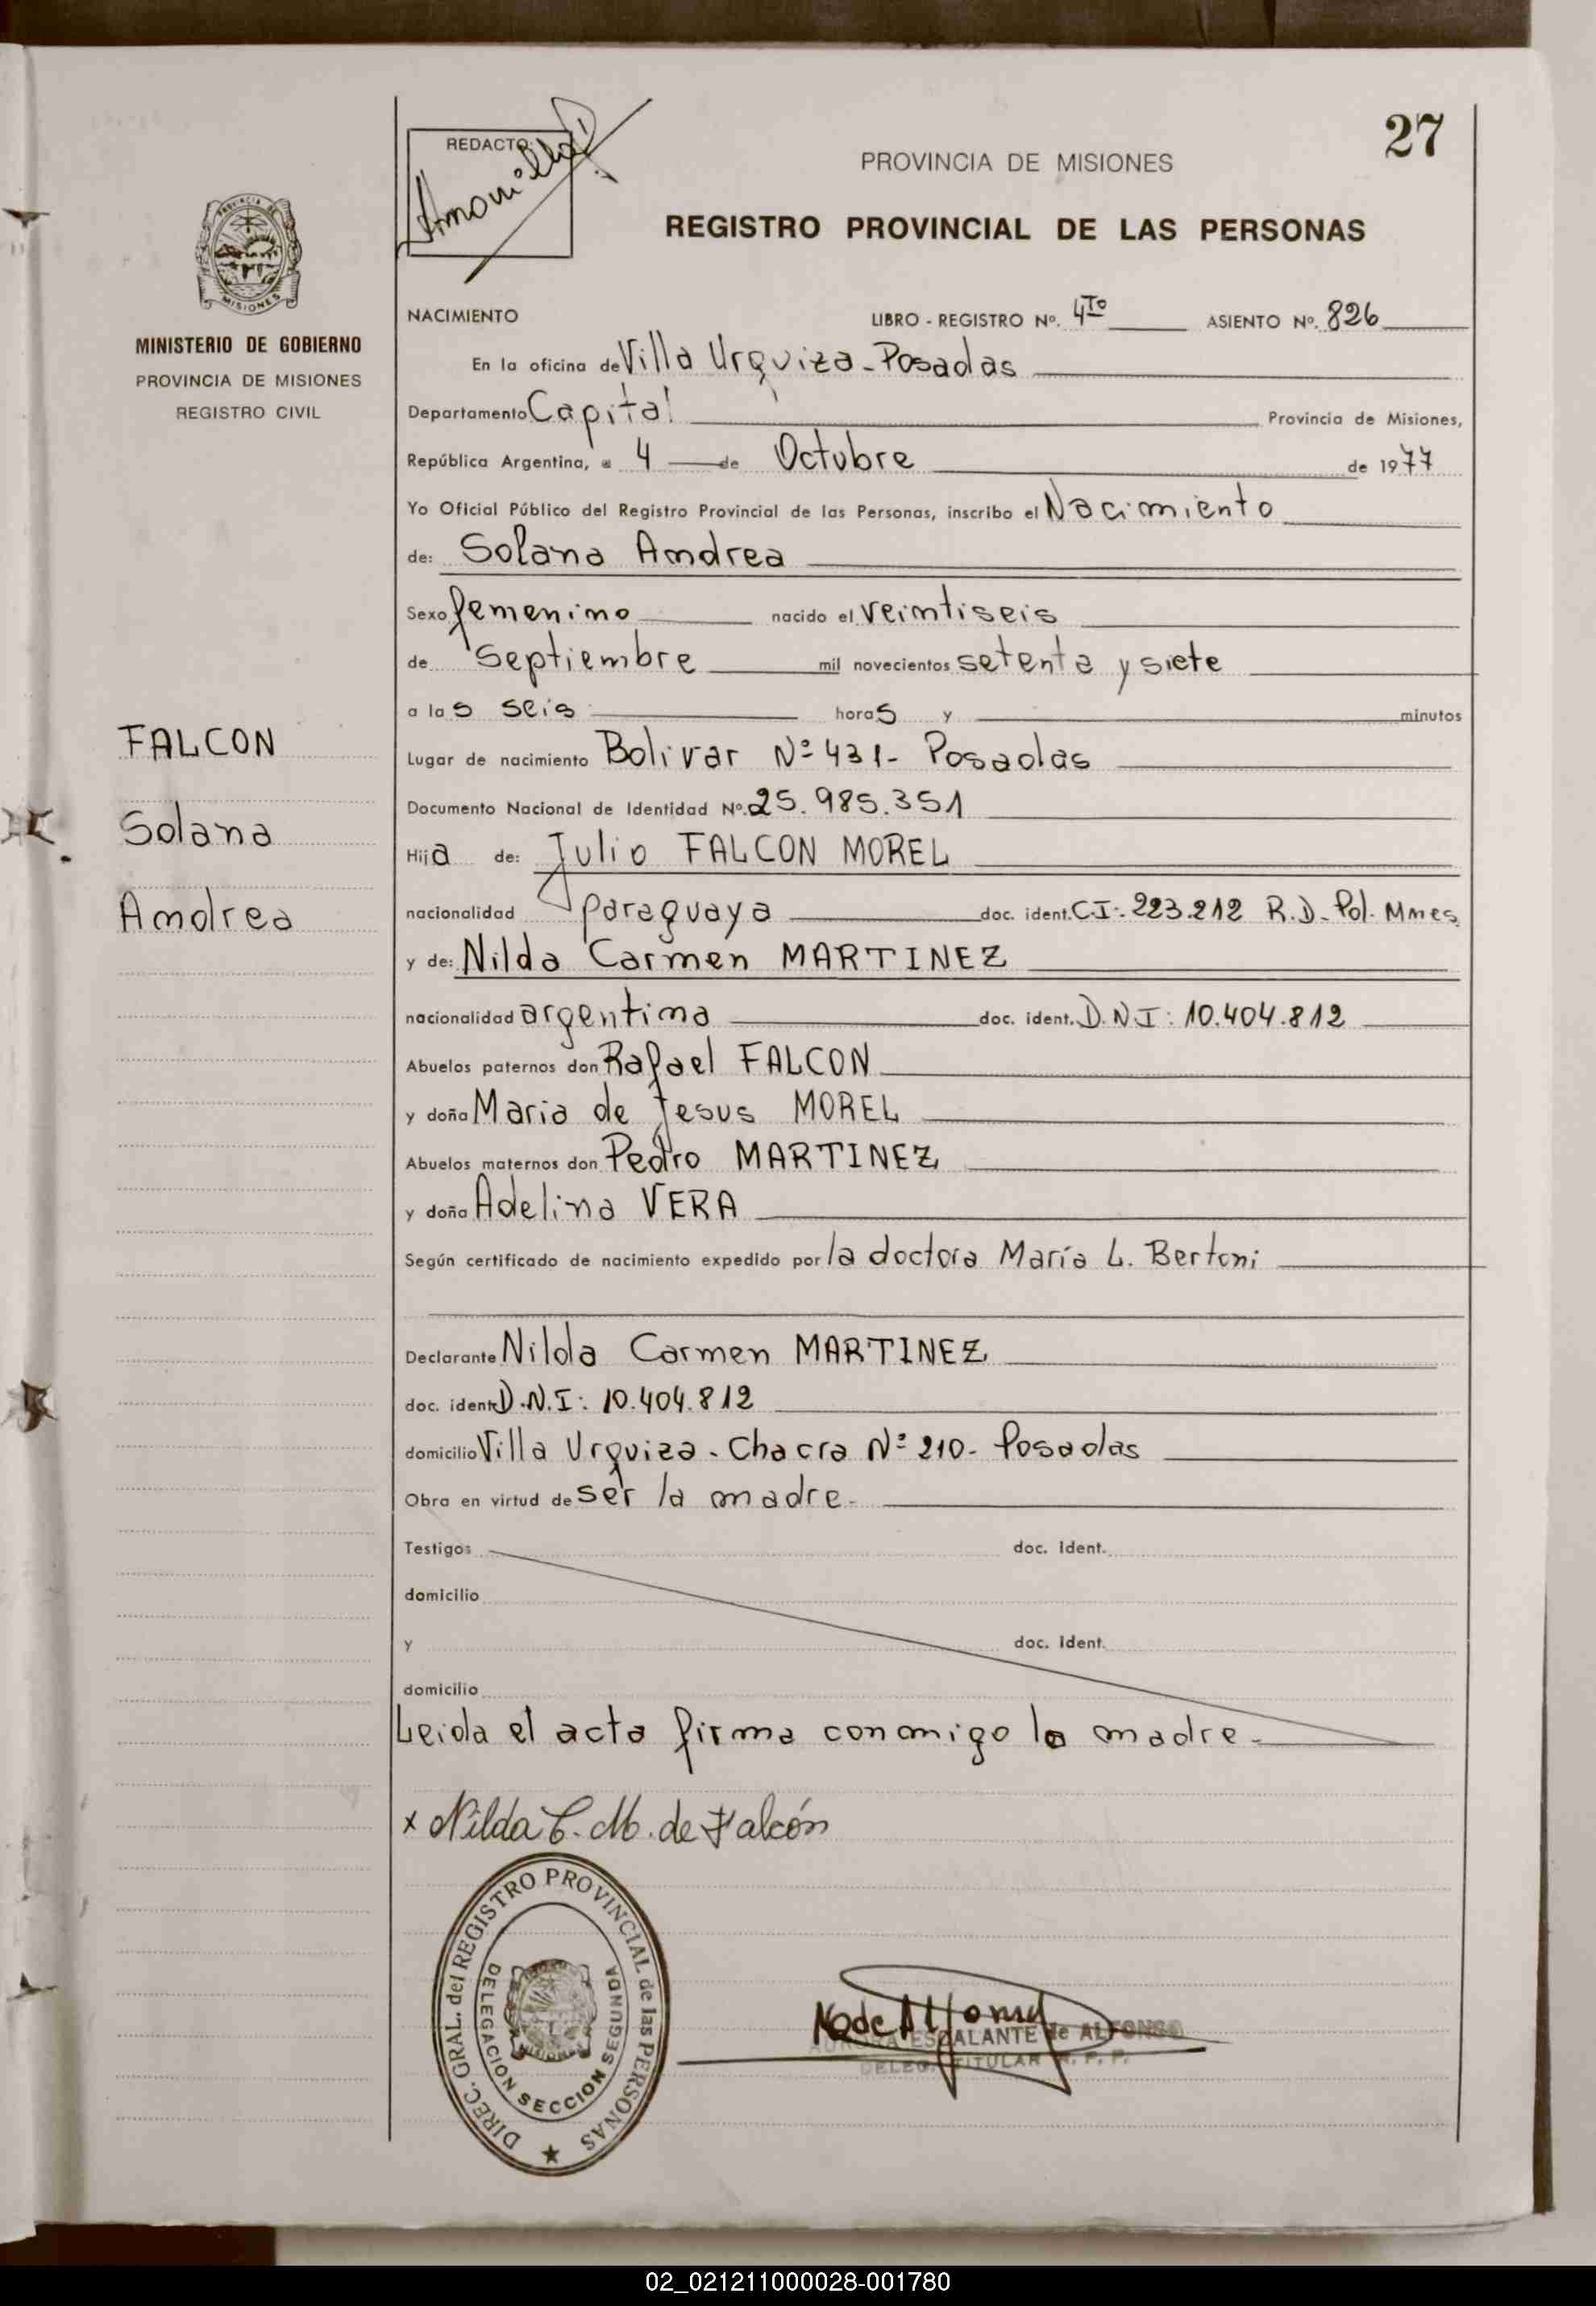 27
REDACTO:
PROVINCIA DE MISIONES
REGISTRO PROVINCIAL DE LAS PERSONAS
PROVINCIA DE
MISIONES
MINISTERIO DE GOBIERNO
PROVINCIA DE MISIONES
REGISTRO CIVIL
NACIMIENTO LIBRO - REGISTRO Nº. 4TO ASIENTO Nº. 826
En la oficina de Villa Urquiza - Posadas
Departamento Capital Provincia de Misiones,
República Argentina, a 4 de Octubre de 1977
Yo Oficial Público del Registro Provincial de las Personas, inscribo el Nacimiento
de: Solana Andrea
Sexo femenino nacido el veintiseis
de Septiembre mil novecientos setenta y siete
a las seis horas y minutos
Lugar de nacimiento Bolivar Nº 431- Posadas
Documento Nacional de Identidad Nº. 25.985.351
Hija de: Julio FALCON MOREL
nacionalidad paraguaya doc. ident. C.I: 223.212 R.D- Pol. Mnes
y de: Nilda Carmen MARTINEZ
nacionalidad argentina doc. ident. D.N.I: 10.404.812
Abuelos paternos don Rafael FALCON
y doña Maria de Jesus MOREL
Abuelos maternos don Pedro MARTINEZ
y doña Adelina VERA
Según certificado de nacimiento expedido por la doctora María L. Bertoni
Declarante Nilda Carmen MARTINEZ
doc. ident D.N.I: 10.404.812
domicilio Villa Urquiza - Chacra Nº 210- Posadas
Obra en virtud de ser la madre-
Testigos doc. Ident.
domicilio
y doc. Ident.
domicilio
Leida el acta firma conmigo la madre-
FALCON
Solana
Andrea
x Nilda C. M. de Falcón
DIREC. GRAL. del REGISTRO PROVINCIAL de las PERSONAS
DELEGACION SECCION SEGUNDA
AURORA ESCALANTE de ALFONSO
DELEG. TITULAR R. P. P.
02_021211000028-001780